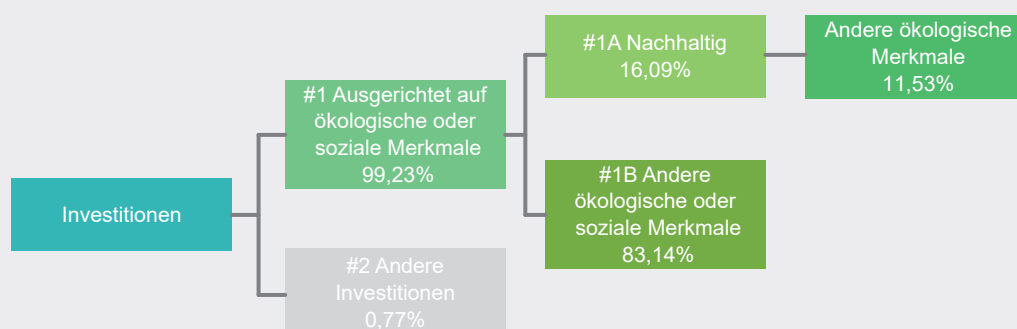 Investitionen
#1 Ausgerichtet auf
ökologische oder
soziale Merkmale
99,23%
#2 Andere
Investitionen
0,77%
#1A Nachhaltig
16,09%
#1B Andere
ökologische oder
soziale Merkmale
83,14%
Andere ökologische
Merkmale
11,53%